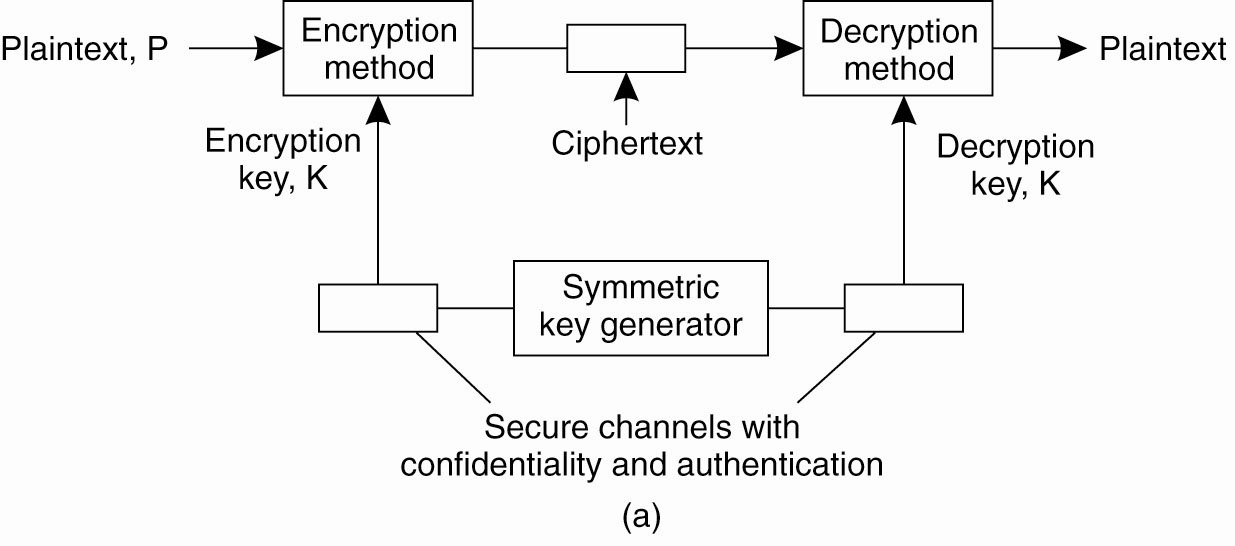 Plaintext, P
Encryption
method
Decryption
method
Plaintext
Encryption
key, K
Ciphertext
Decryption
key, K
Symmetric
key generator
Secure channels with
confidentiality and authentication
(a)